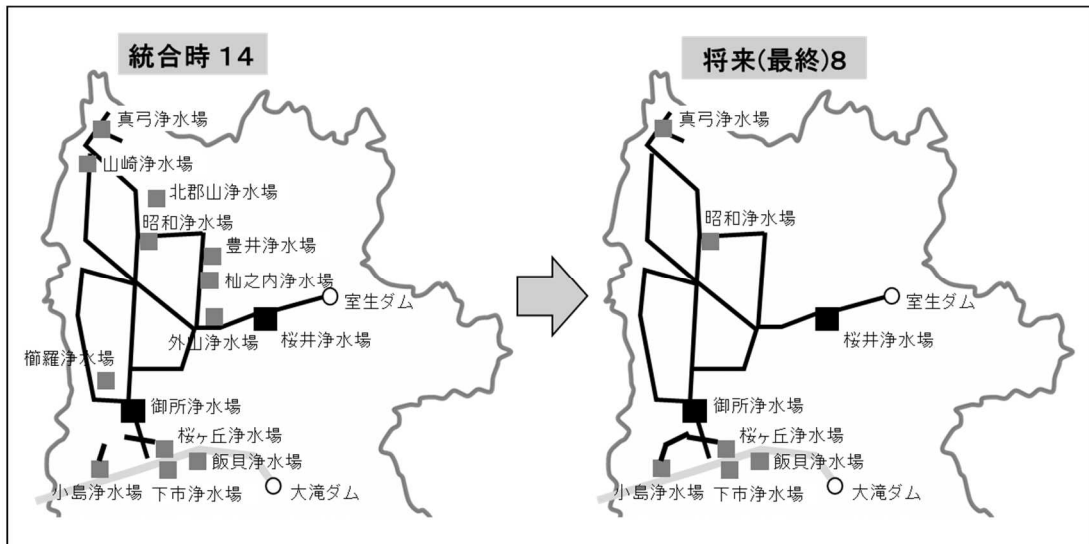 統合時 14
真弓浄水場
山崎浄水場
北郡山浄水場
昭和浄水場
豊井浄水場
杣之内浄水場
室生ダム
外山浄水場
桜井浄水場
櫛羅浄水場
御所浄水場
桜ヶ丘浄水場
飯貝浄水場
小島浄水場
下市浄水場
大滝ダム
将来(最終)8
真弓浄水場
昭和浄水場
室生ダム
桜井浄水場
御所浄水場
桜ヶ丘浄水場
飯貝浄水場
小島浄水場
下市浄水場
大滝ダム